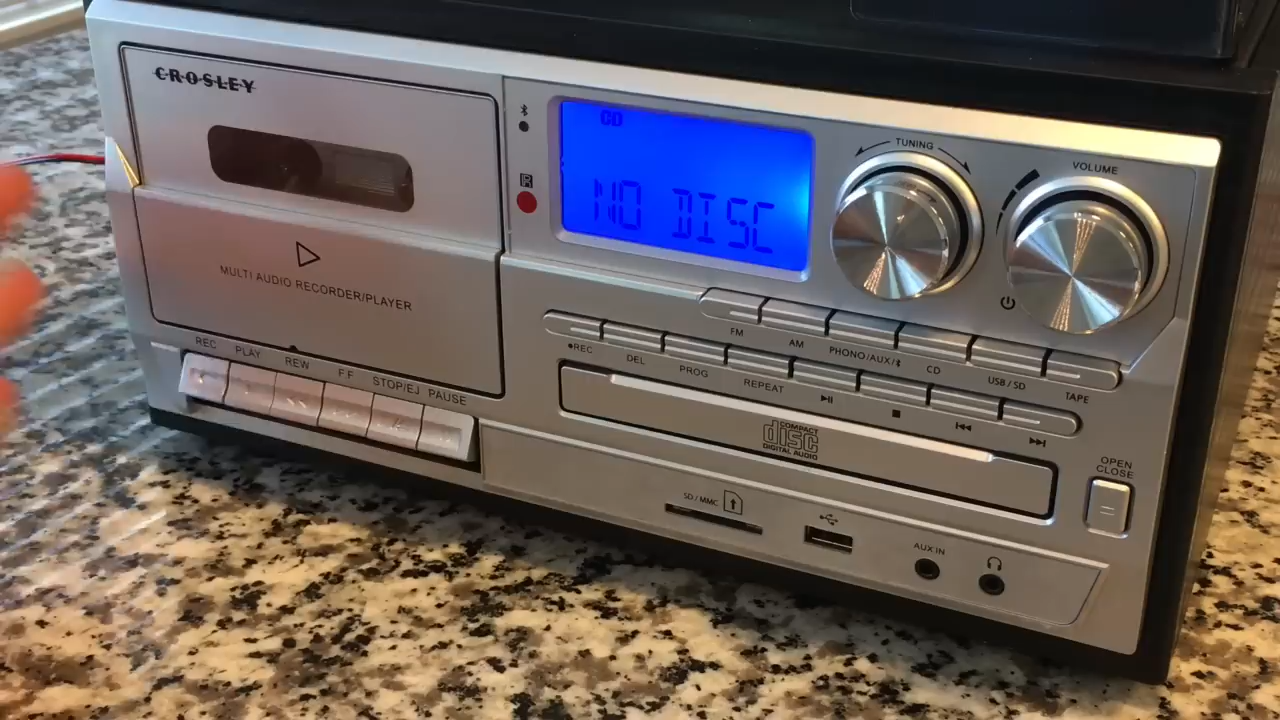 CROSLEY
MULTI AUDIO RECORDER/PLAYER
REC PLAY REW FF STOP/EJ PAUSE
CD
NO DISC
IR
TUNING
VOLUME
FM AM PHONO/AUX/ CD USB/SD TAPE
●REC DEL PROG REPEAT
COMPACT
disc
DIGITAL AUDIO
OPEN
CLOSE
SD/MMC
AUX IN